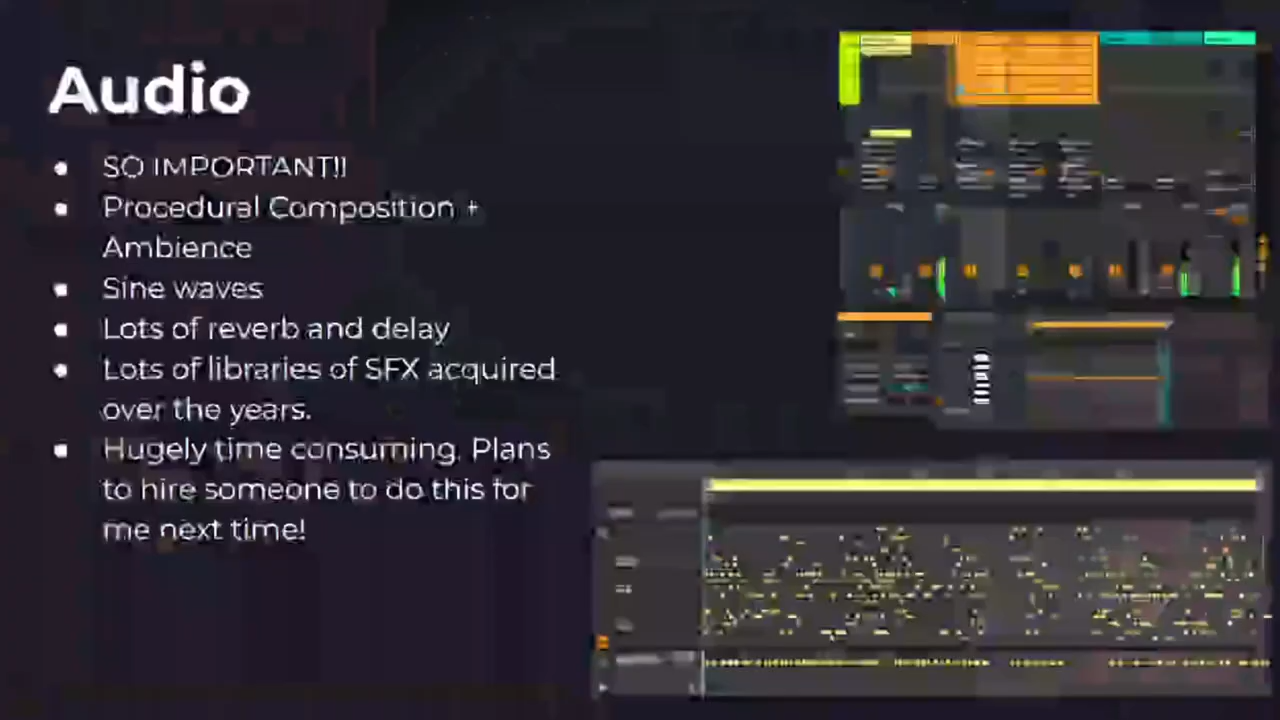 Audio
SO IMPORTANT!!
Procedural Composition +
Ambience
Sine waves
Lots of reverb and delay
Lots of libraries of SFX acquired
over the years.
Hugely time consuming. Plans
to hire someone to do this for
me next time!